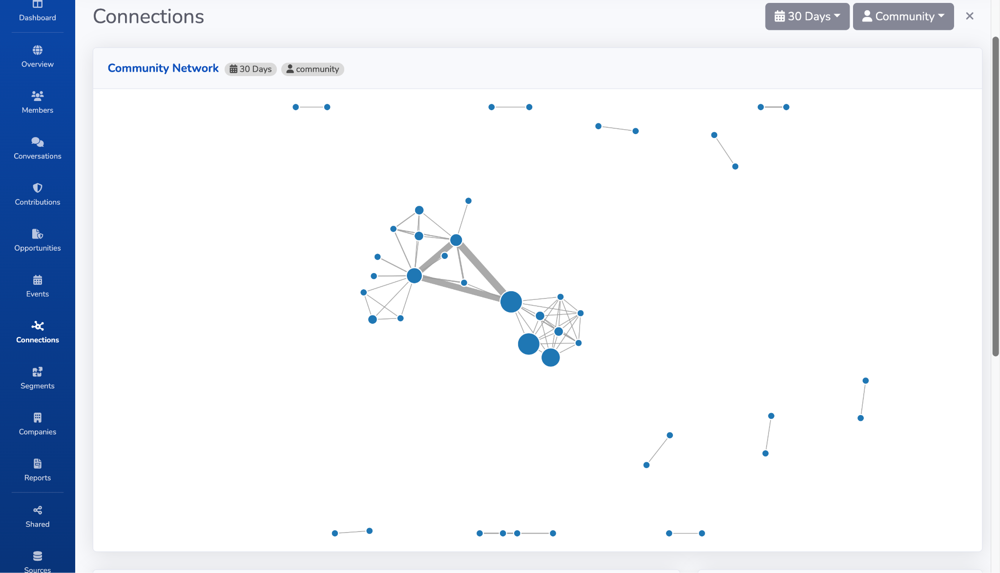 Dashboard
Overview
Members
Conversations
Contributions
Opportunities
Events
Connections
Segments
Companies
Reports
Shared
Sources
Connections
30 Days
Community
Community Network
30 Days
community